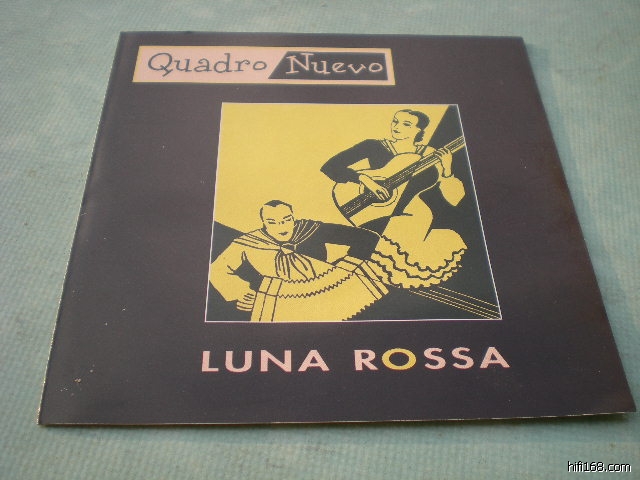 Quadro Nuevo
LUNA ROSSA
hifi168.com